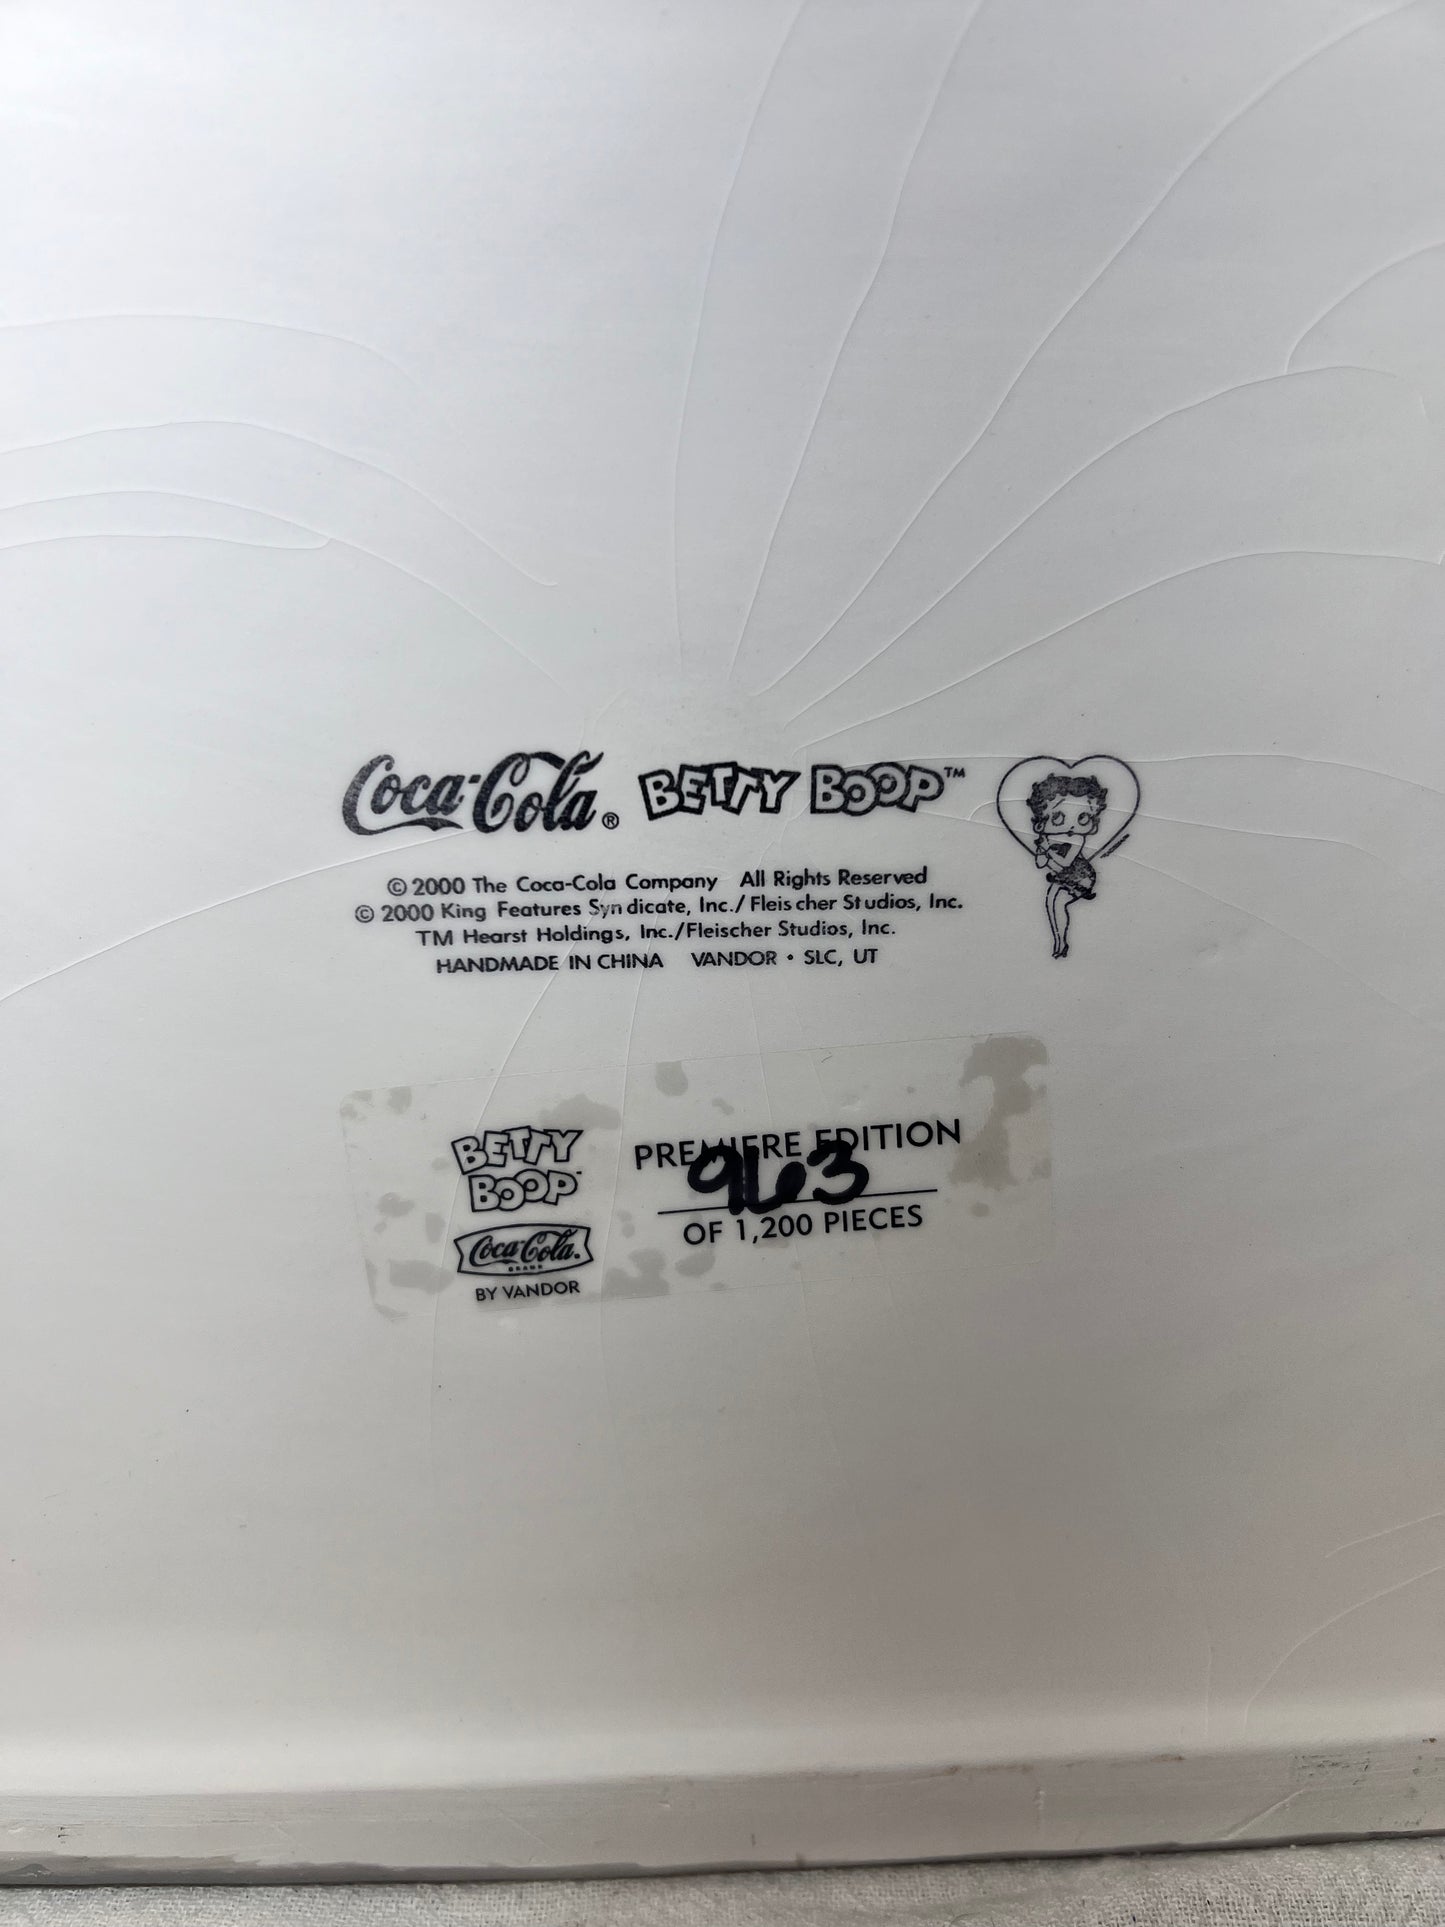 Coca-Cola® BETTY BOOP™
© 2000 The Coca-Cola Company All Rights Reserved
© 2000 King Features Syndicate, Inc./Fleischer Studios, Inc.
TM Hearst Holdings, Inc./Fleischer Studios, Inc.
HANDMADE IN CHINA VANDOR • SLC, UT
BETTY
BOOP™
Coca-Cola.
BRAND
BY VANDOR
PREMIERE EDITION
963
OF 1,200 PIECES